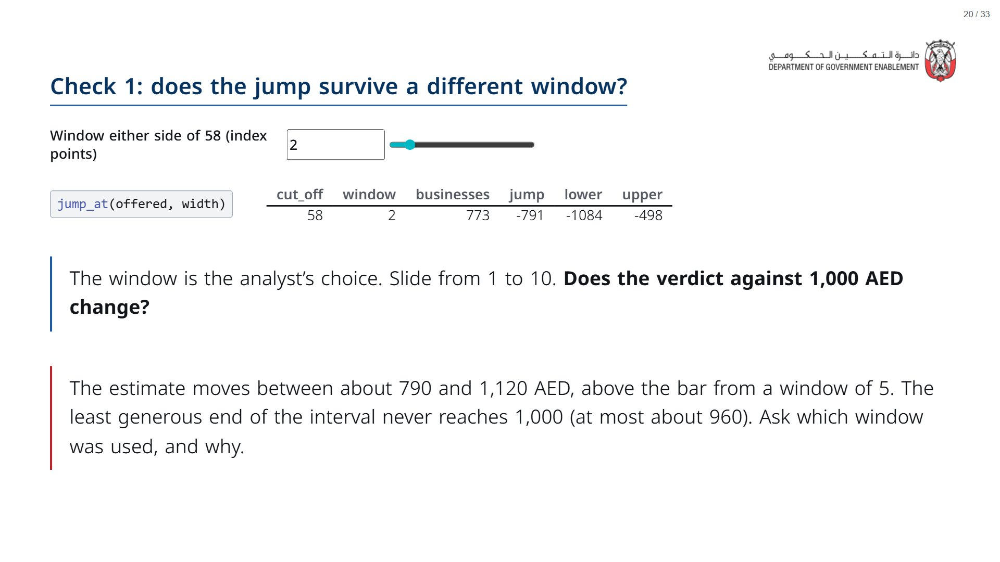 20 / 33
دائرة التمكين الحكومي
DEPARTMENT OF GOVERNMENT ENABLEMENT
Check 1: does the jump survive a different window?
Window either side of 58 (index
points)
2
jump_at(offered, width)
cut_off window businesses jump lower upper
58 2 773 -791 -1084 -498
The window is the analyst’s choice. Slide from 1 to 10. Does the verdict against 1,000 AED
change?
The estimate moves between about 790 and 1,120 AED, above the bar from a window of 5. The
least generous end of the interval never reaches 1,000 (at most about 960). Ask which window
was used, and why.